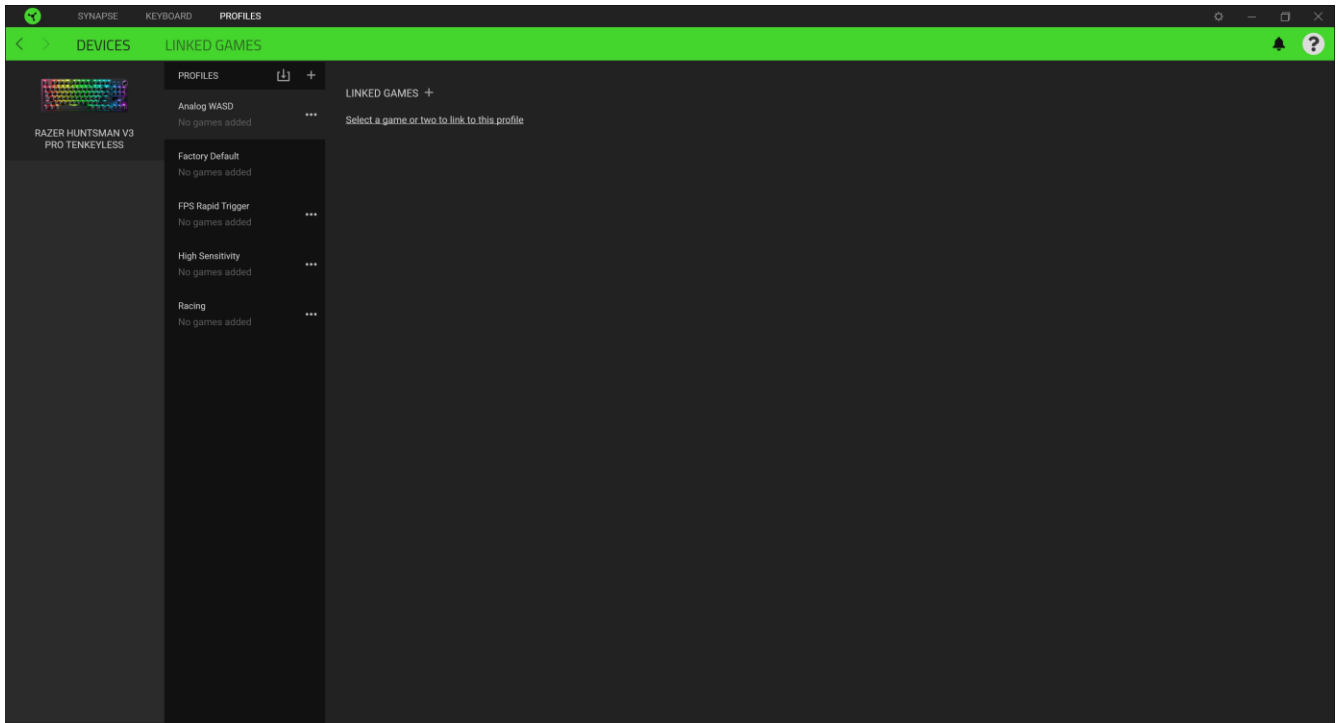 SYNAPSE KEYBOARD PROFILES
DEVICES LINKED GAMES
?
RAZER HUNTSMAN V3
PRO TENKEYLESS
PROFILES
Analog WASD
No games added
Factory Default
No games added
FPS Rapid Trigger
No games added
High Sensitivity
No games added
Racing
No games added
LINKED GAMES +
Select a game or two to link to this profile